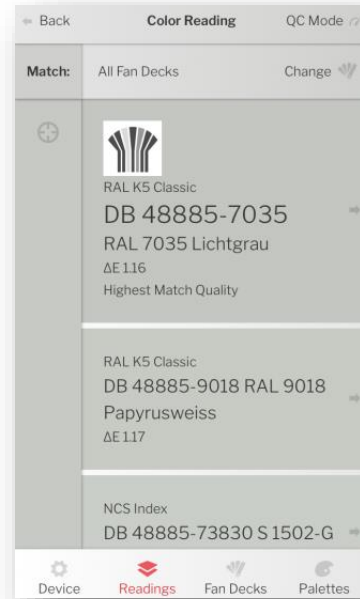 Back Color Reading QC Mode
Match: All Fan Decks Change
RAL K5 Classic
DB 48885-7035
RAL 7035 Lichtgrau
ΔE 1.16
Highest Match Quality
RAL K5 Classic
DB 48885-9018 RAL 9018
Papyrusweiss
ΔE 1.17
NCS Index
DB 48885-73830 S 1502-G
Device Readings Fan Decks Palettes